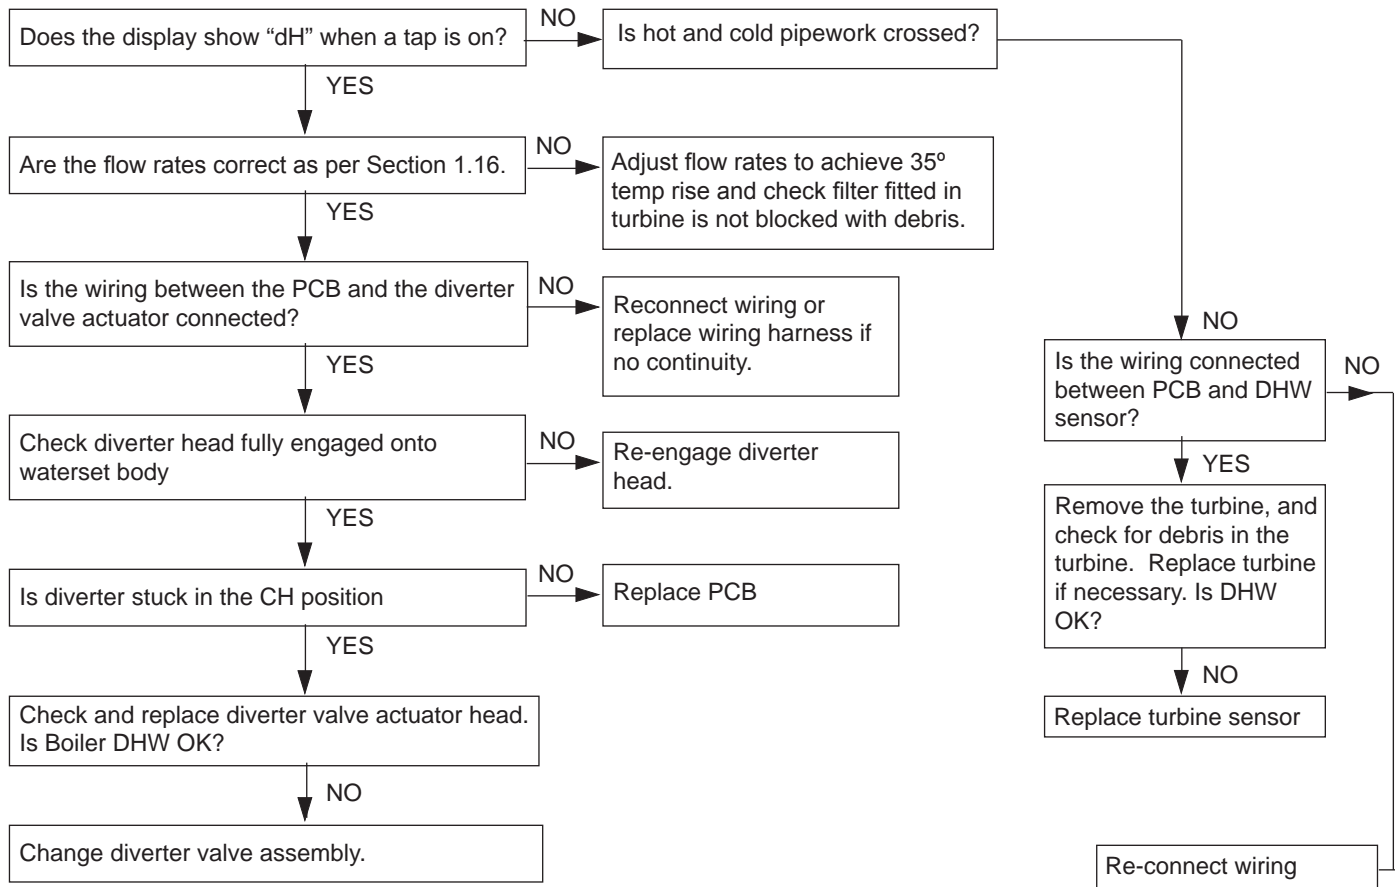 Does the display show “dH” when a tap is on?
NO
Is hot and cold pipework crossed?
YES
Are the flow rates correct as per Section 1.16.
NO
Adjust flow rates to achieve 35º
temp rise and check filter fitted in
turbine is not blocked with debris.
YES
Is the wiring between the PCB and the diverter
valve actuator connected?
NO
Reconnect wiring or
replace wiring harness if
no continuity.
YES
Check diverter head fully engaged onto
waterset body
NO
Re-engage diverter
head.
YES
Is diverter stuck in the CH position
NO
Replace PCB
YES
Check and replace diverter valve actuator head.
Is Boiler DHW OK?
NO
Change diverter valve assembly.
NO
Is the wiring connected
between PCB and DHW
sensor?
NO
YES
Remove the turbine, and
check for debris in the
turbine.  Replace turbine
if necessary. Is DHW
OK?
NO
Replace turbine sensor
Re-connect wiring